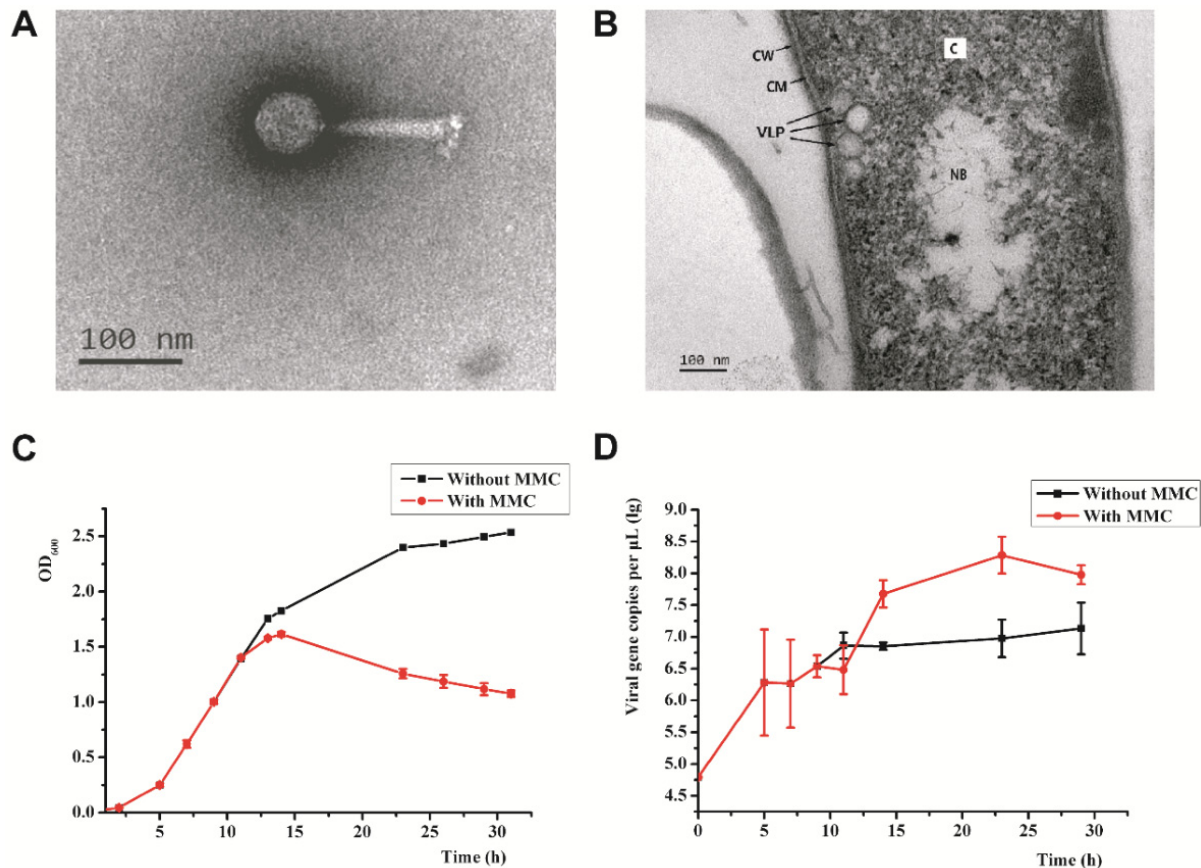 A
100 nm
B
CW
C
CM
VLP
NB
100 nm
C
Without MMC
With MMC
OD600
2.5
2.0
1.5
1.0
0.5
0.0
5
10
15
20
25
30
Time (h)
D
Without MMC
With MMC
Viral gene copies per μL (lg)
9.0
8.5
8.0
7.5
7.0
6.5
6.0
5.5
5.0
4.5
0
5
10
15
20
25
30
Time (h)